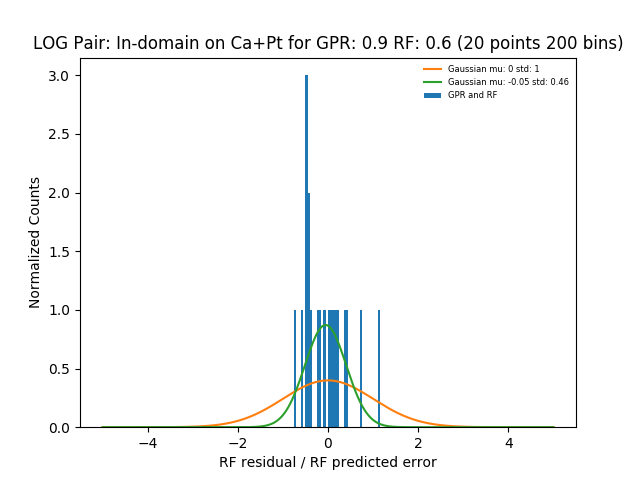 LOG Pair: In-domain on Ca+Pt for GPR: 0.9 RF: 0.6 (20 points 200 bins)
Gaussian mu: 0 std: 1
Gaussian mu: -0.05 std: 0.46
GPR and RF
Normalized Counts
3.0
2.5
2.0
1.5
1.0
0.5
0.0
−4 −2 0 2 4
RF residual / RF predicted error